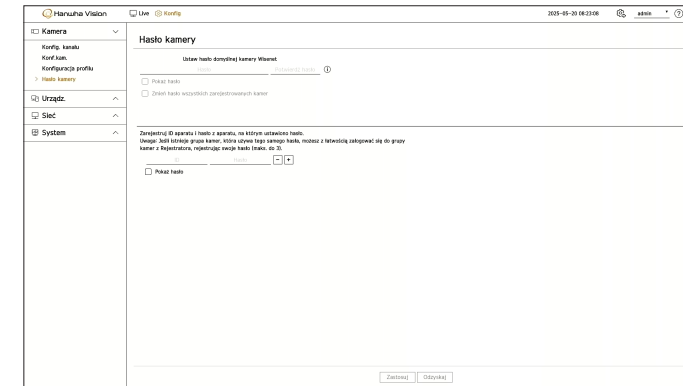 Hanwha Vision
Live
Konfig
2025-05-20 08:23:08
admin
Kamera
Konfig. kanału
Konf.kam.
Konfiguracja profilu
Hasło kamery
Urządz.
Sieć
System
Hasło kamery
Ustaw hasło domyślnej kamery Wisenet
Hasło
Potwierdź hasło
Pokaż hasło
Zmień hasło wszystkich zarejestrowanych kamer
Zarejestruj ID aparatu i hasło z aparatu, na którym ustawiono hasło.
Uwaga: Jeśli istnieje grupa kamer, która używa tego samego hasła, możesz z łatwością zalogować się do grupy
kamer z Rejestratora, rejestrując swoje hasło (maks. do 3).
ID
Hasło
Pokaż hasło
Zastosuj
Odzyskaj